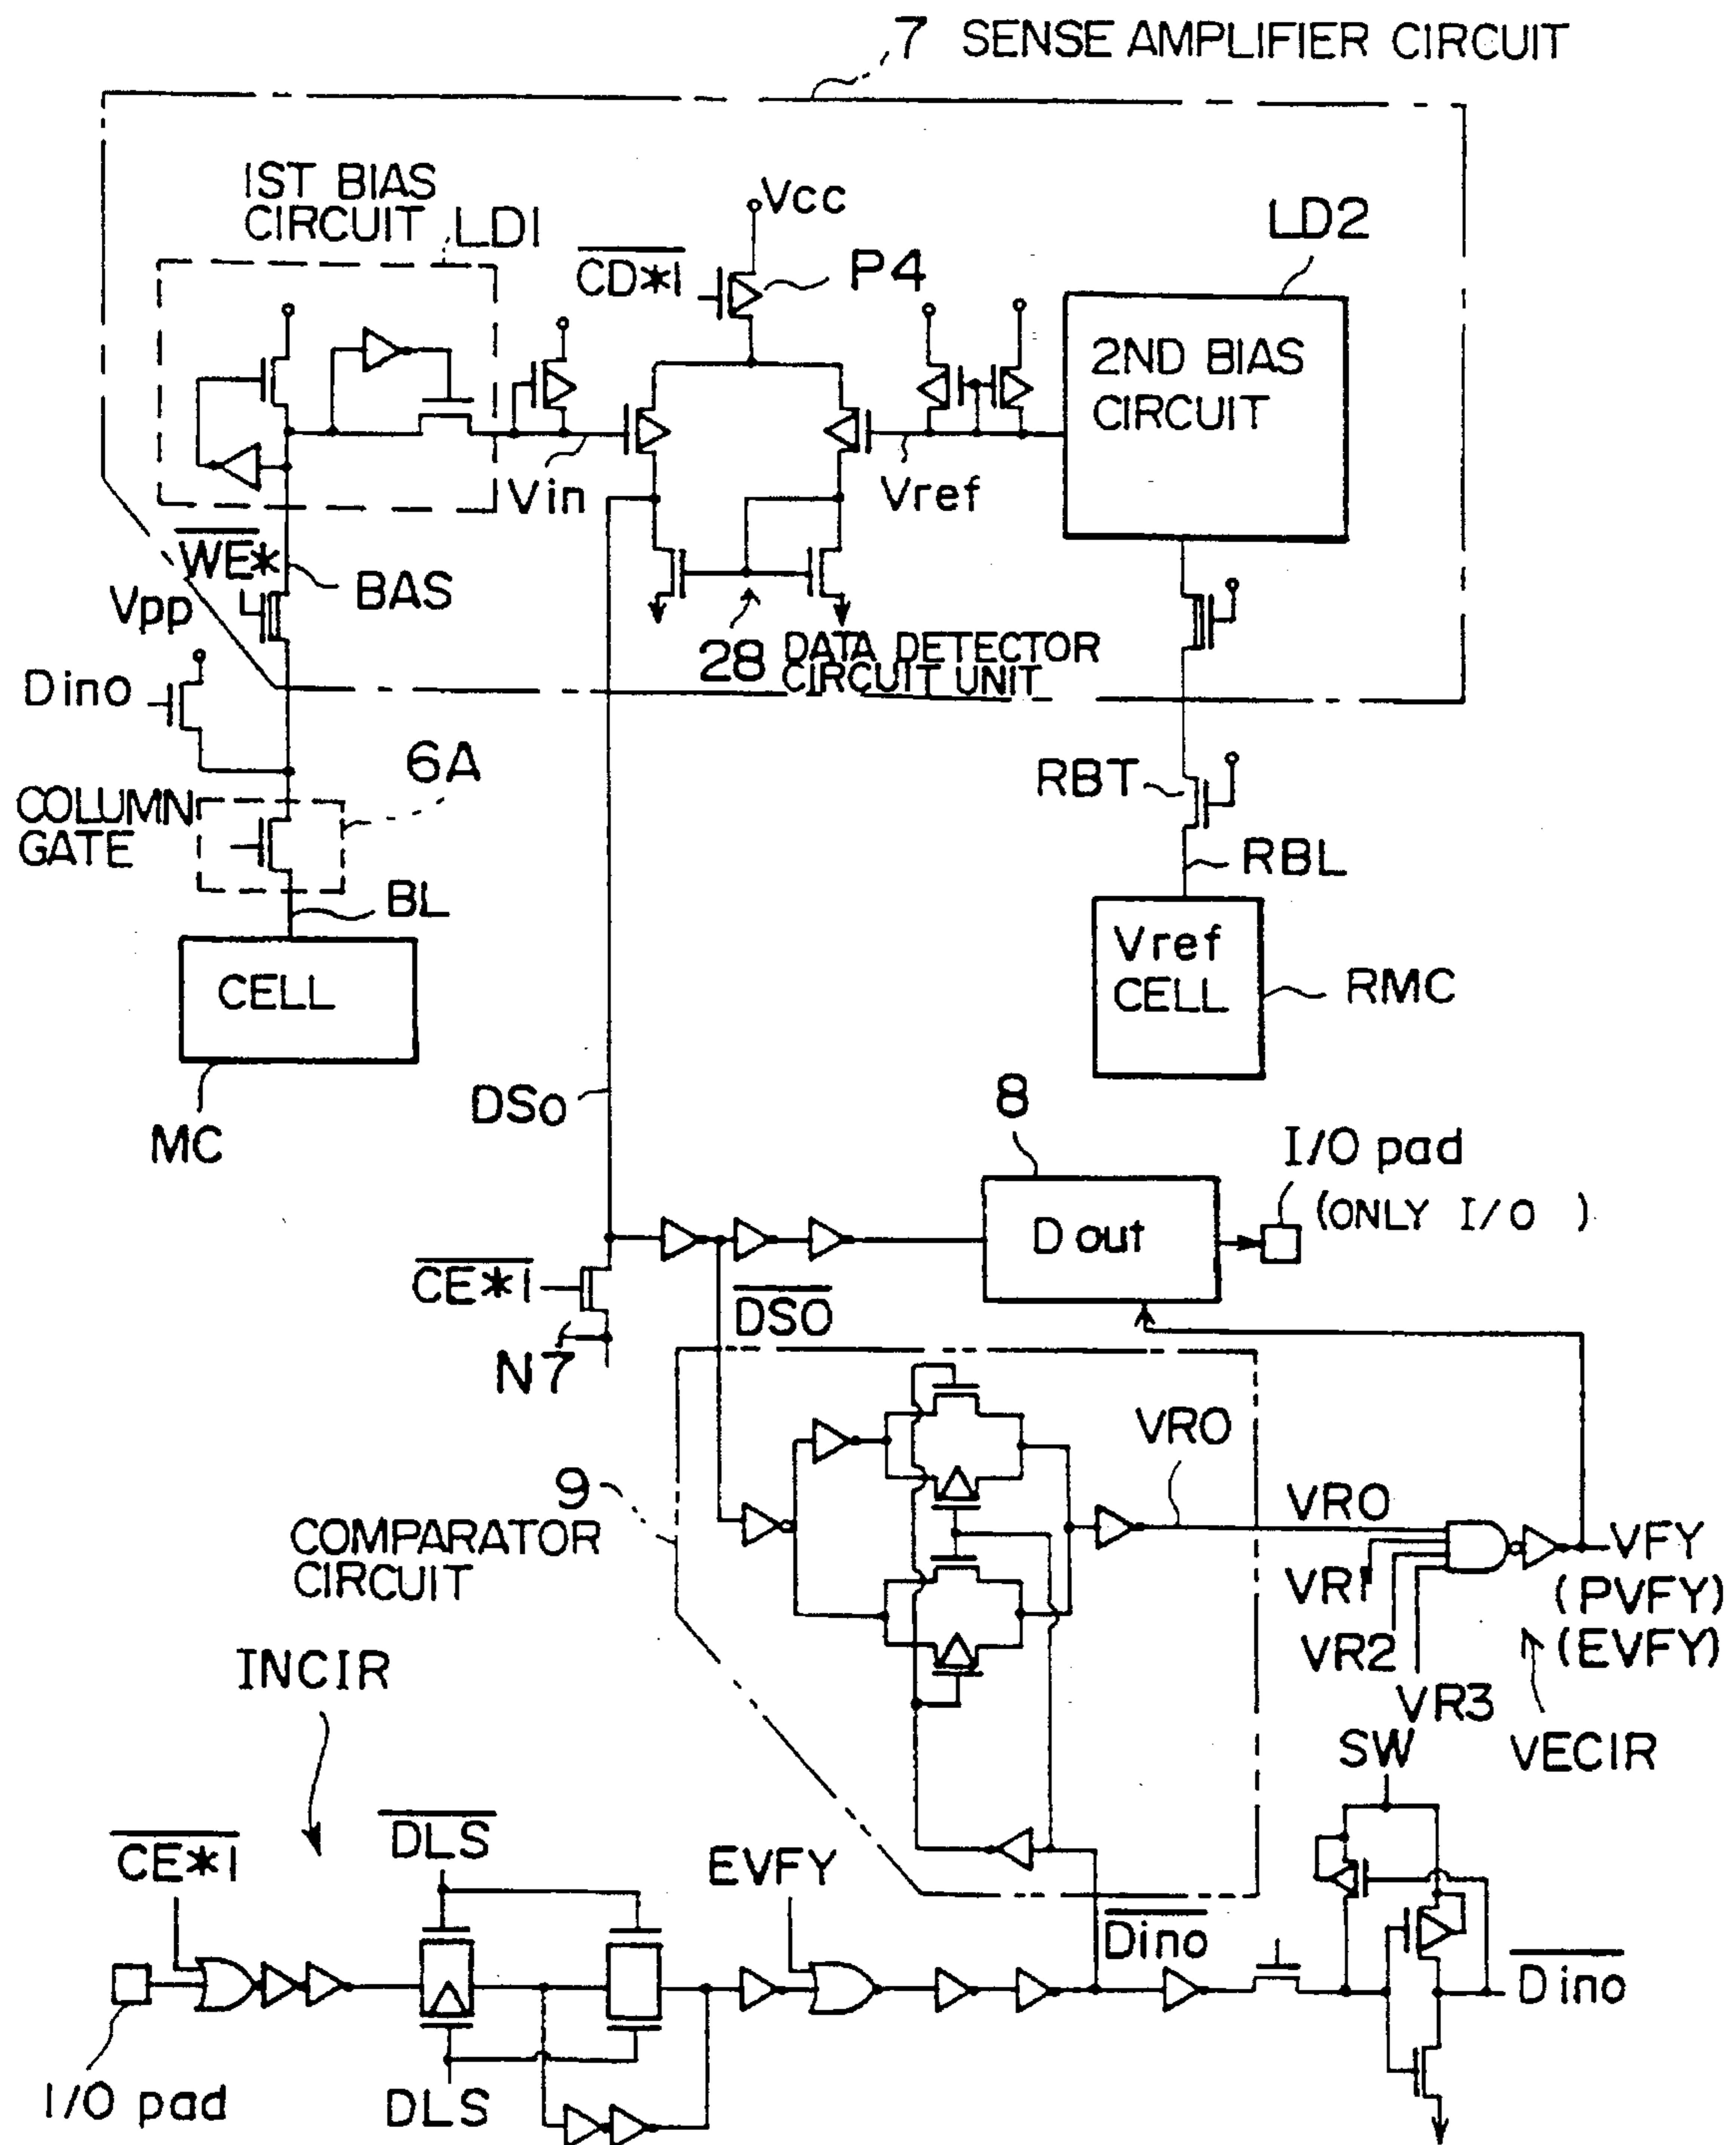 7 SENSE AMPLIFIER CIRCUIT
1ST BIAS
CIRCUIT LD1
Vcc
CD*1
P4
LD2
2ND BIAS
CIRCUIT
Vin
Vref
WE*
BAS
Vpp
28 DATA DETECTOR
CIRCUIT UNIT
Dino
6A
COLUMN
GATE
RBT
RBL
BL
CELL
Vref
CELL
RMC
MC
DSo
8
I/O pad
(ONLY I/O )
Dout
CE*1
DSO
N7
VRO
9
COMPARATOR
CIRCUIT
VRO
VR1
VR2
VR3
VFY
(PVFY)
(EVFY)
VECIR
INCIR
SW
CE*1
DLS
EVFY
Dino
Dino
I/O pad
DLS